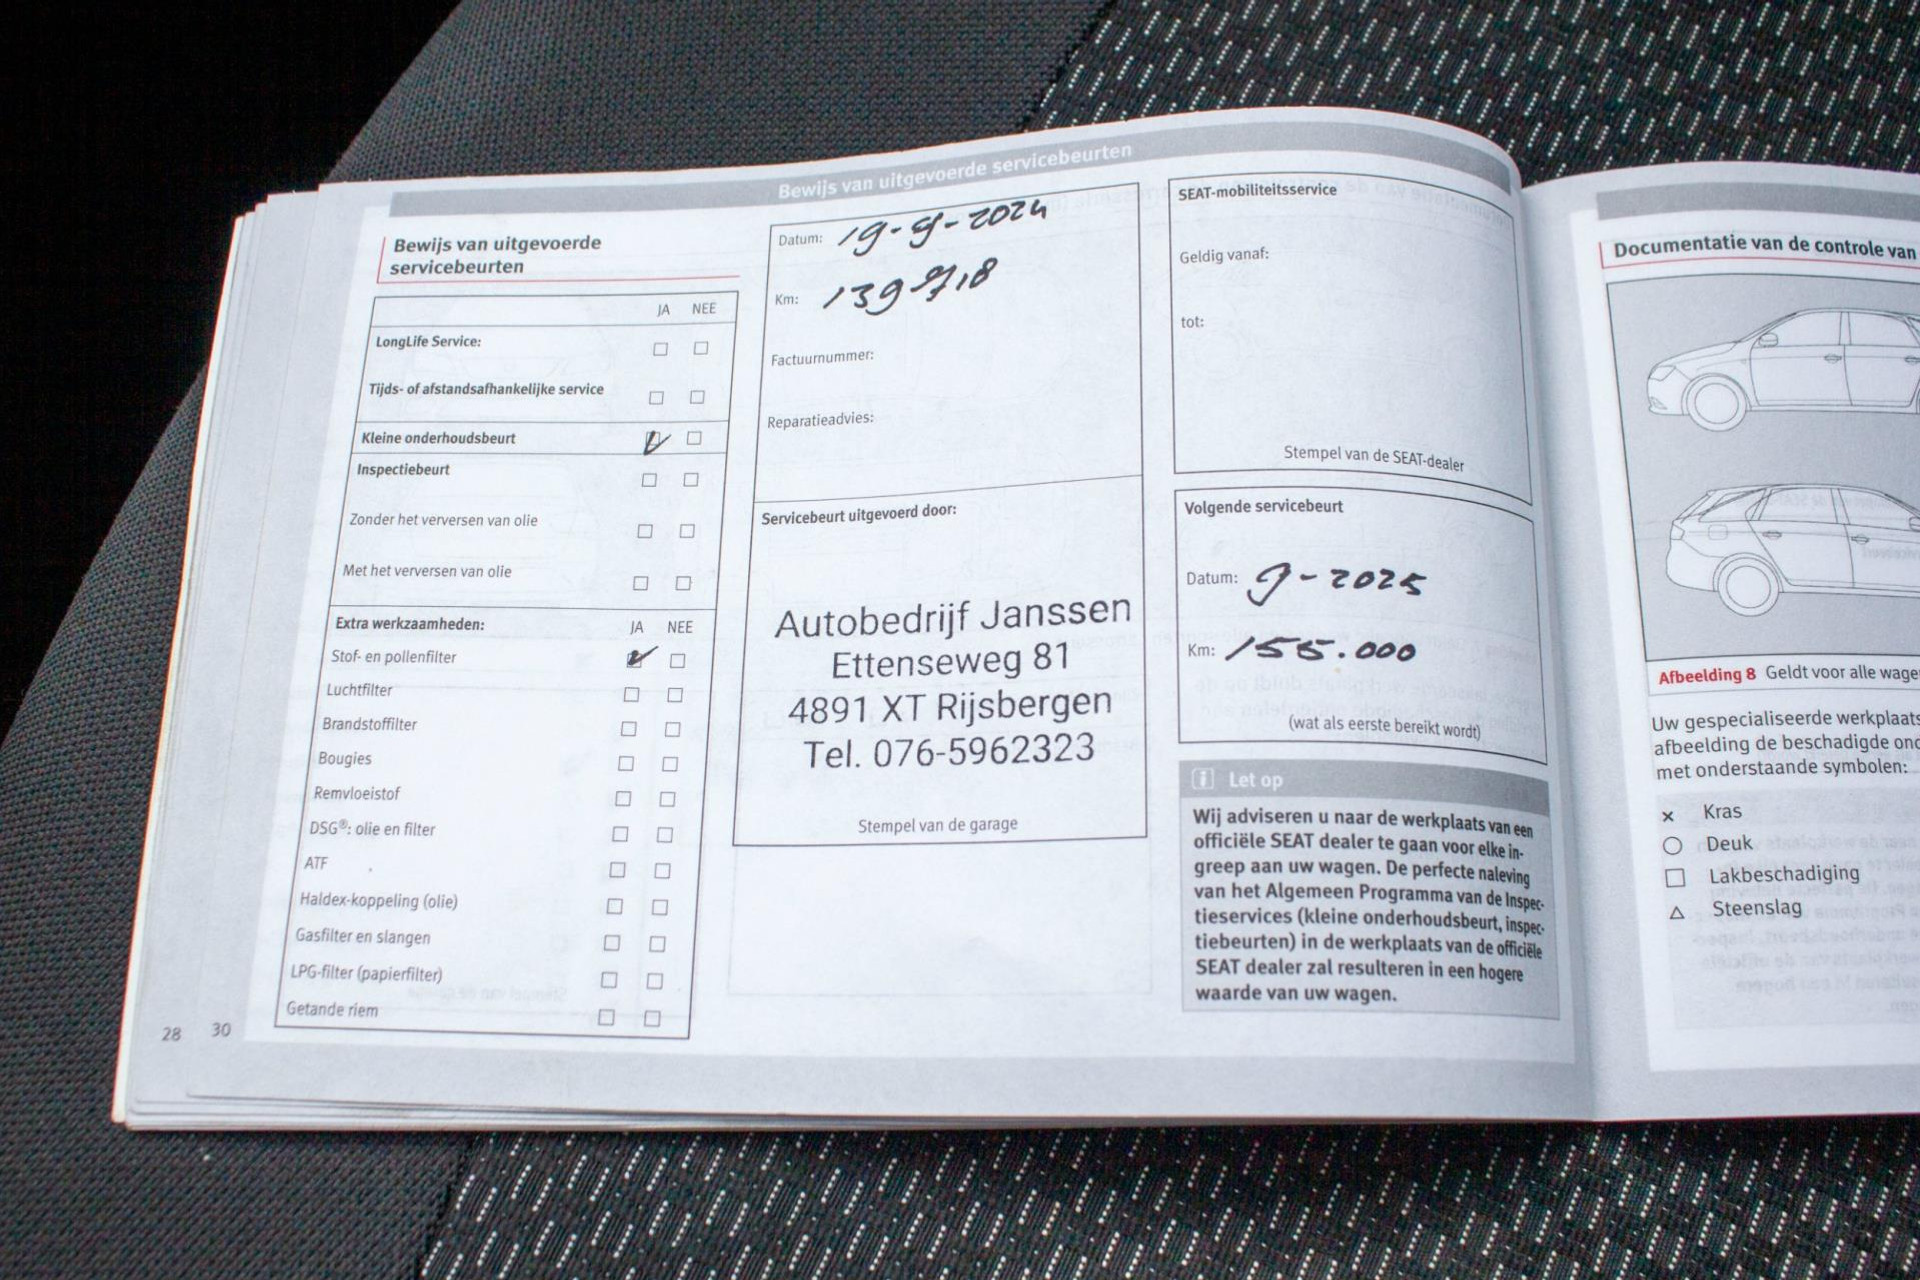 Bewijs van uitgevoerde servicebeurten
Bewijs van uitgevoerde
servicebeurten
JA NEE
LongLife Service:
Tijds- of afstandsafhankelijke service
Kleine onderhoudsbeurt
Inspectiebeurt
Zonder het verversen van olie
Met het verversen van olie
Extra werkzaamheden: JA NEE
Stof- en pollenfilter
Luchtfilter
Brandstoffilter
Bougies
Remvloeistof
DSG®: olie en filter
ATF
Haldex-koppeling (olie)
Gasfilter en slangen
LPG-filter (papierfilter)
Getande riem
28 30
Datum: 19-9-2024
Km: 139718
Factuurnummer:
Reparatieadvies:
Servicebeurt uitgevoerd door:
Autobedrijf Janssen
Ettenseweg 81
4891 XT Rijsbergen
Tel. 076-5962323
Stempel van de garage
SEAT-mobiliteitsservice
Geldig vanaf:
tot:
Stempel van de SEAT-dealer
Volgende servicebeurt
Datum: 9-2025
Km: 155.000
(wat als eerste bereikt wordt)
i Let op
Wij adviseren u naar de werkplaats van een
officiële SEAT dealer te gaan voor elke in-
greep aan uw wagen. De perfecte naleving
van het Algemeen Programma van de Inspec-
tieservices (kleine onderhoudsbeurt, inspec-
tiebeurten) in de werkplaats van de officiële
SEAT dealer zal resulteren in een hogere
waarde van uw wagen.
Documentatie van de controle van
Afbeelding 8 Geldt voor alle wage
Uw gespecialiseerde werkplaats
afbeelding de beschadigde ond
met onderstaande symbolen:
Kras
Deuk
Lakbeschadiging
Steenslag